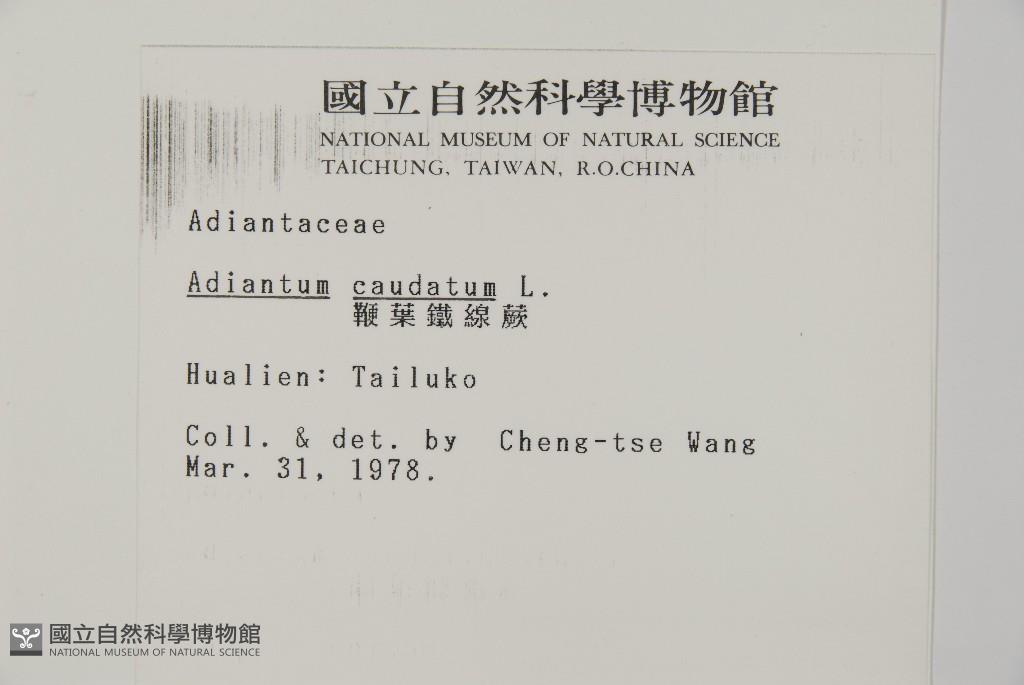 國立自然科學博物館
NATIONAL MUSEUM OF NATURAL SCIENCE
TAICHUNG, TAIWAN, R.O.CHINA
Adiantaceae
Adiantum caudatum L.
鞭葉鐵線蕨
Hualien: Tailuko
Coll. & det. by Cheng-tse Wang
Mar. 31, 1978.
國立自然科學博物館
NATIONAL MUSEUM OF NATURAL SCIENCE